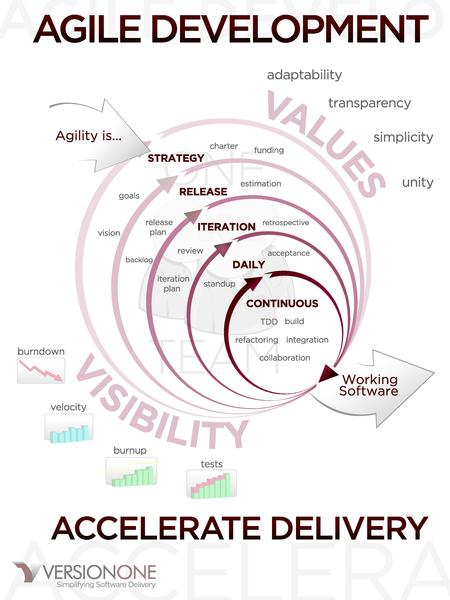 AGILE DEVELOPMENT
adaptability
transparency
simplicity
unity
VALUES
Agility is...
ONE
TEAM
STRATEGY
charter
funding
goals
vision
RELEASE
estimation
release
plan
backlog
ITERATION
retrospective
review
acceptance
iteration
plan
DAILY
standup
CONTINUOUS
TDD build
refactoring integration
collaboration
Working
Software
VISIBILITY
burndown
velocity
burnup
tests
ACCELERATE DELIVERY
VERSIONONE
Simplifying Software Delivery